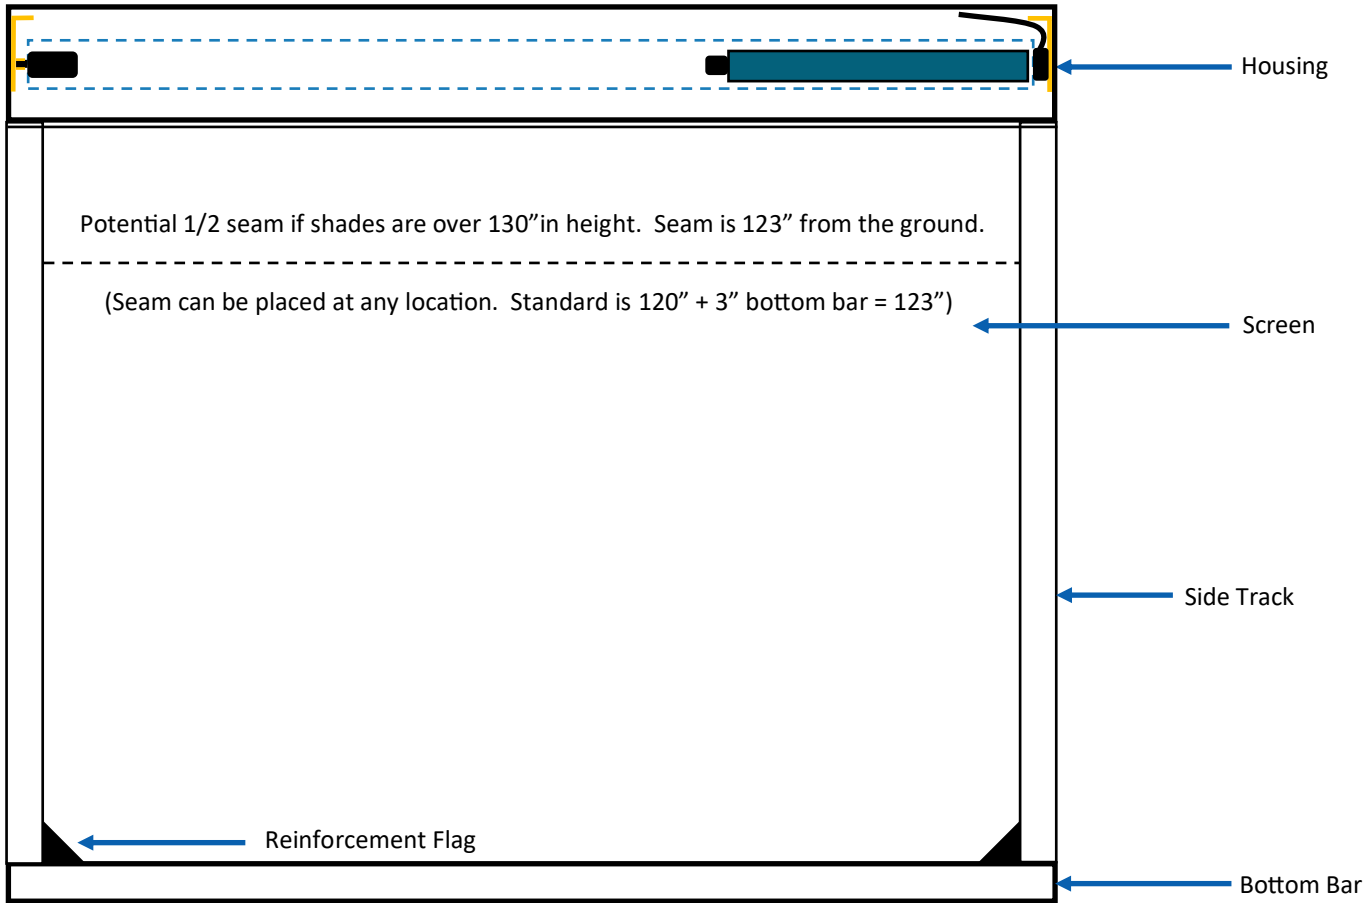 Housing
Potential 1/2 seam if shades are over 130”in height. Seam is 123” from the ground.
(Seam can be placed at any location. Standard is 120” + 3” bottom bar = 123”)
Screen
Side Track
Reinforcement Flag
Bottom Bar